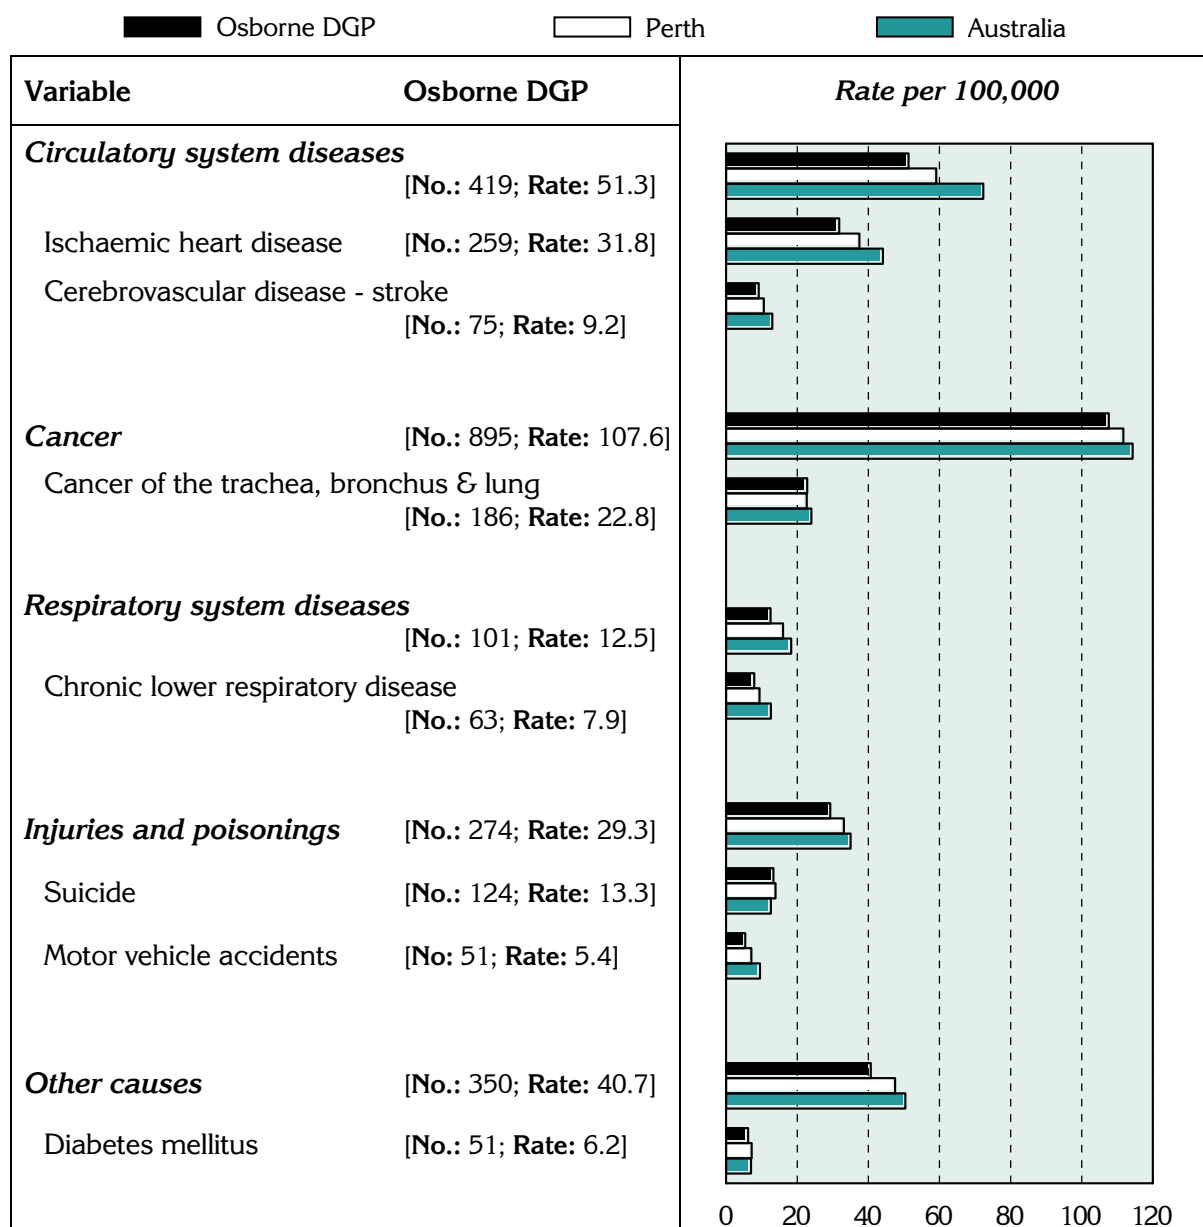 Osborne DGP Perth Australia
Variable Osborne DGP Rate per 100,000
Circulatory system diseases
[No.: 419; Rate: 51.3]
Ischaemic heart disease [No.: 259; Rate: 31.8]
Cerebrovascular disease - stroke
[No.: 75; Rate: 9.2]
Cancer [No.: 895; Rate: 107.6]
Cancer of the trachea, bronchus & lung
[No.: 186; Rate: 22.8]
Respiratory system diseases
[No.: 101; Rate: 12.5]
Chronic lower respiratory disease
[No.: 63; Rate: 7.9]
Injuries and poisonings [No.: 274; Rate: 29.3]
Suicide [No.: 124; Rate: 13.3]
Motor vehicle accidents [No: 51; Rate: 5.4]
Other causes [No.: 350; Rate: 40.7]
Diabetes mellitus [No.: 51; Rate: 6.2]
0 20 40 60 80 100 120